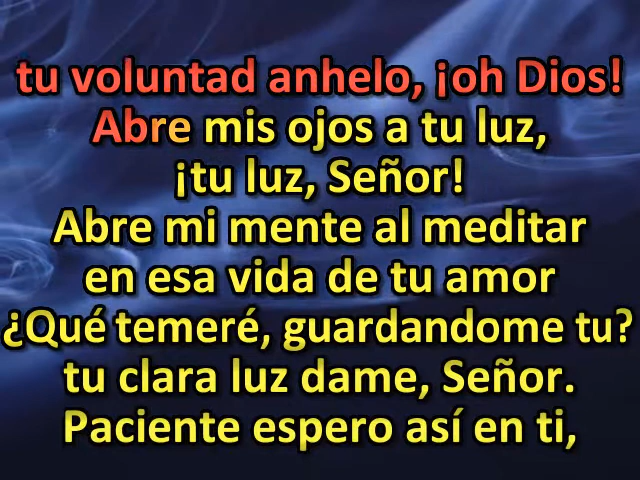 tu voluntad anhelo, ¡oh Dios!
Abre mis ojos a tu luz,
¡tu luz, Señor!
Abre mi mente al meditar
en esa vida de tu amor
¿Qué temeré, guardandome tu?
tu clara luz dame, Señor.
Paciente espero así en ti,